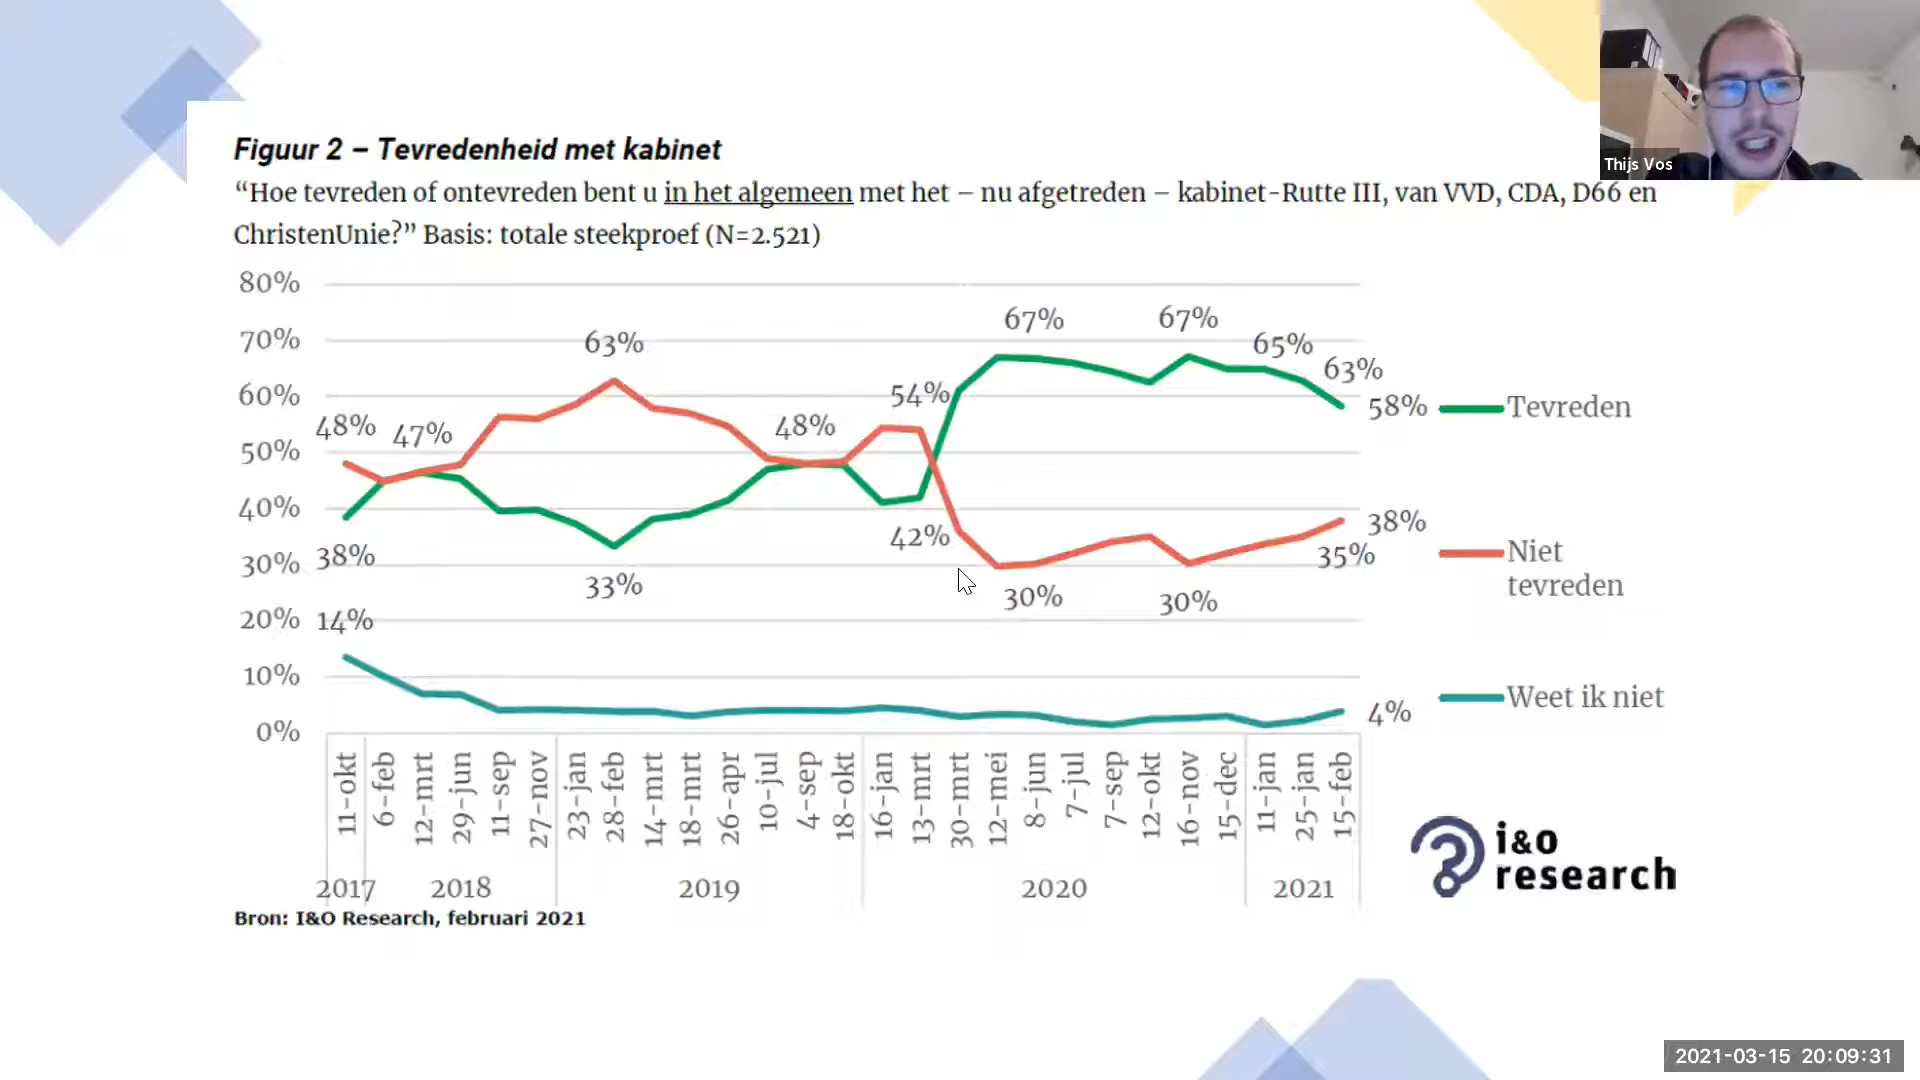 Figuur 2 – Tevredenheid met kabinet
“Hoe tevreden of ontevreden bent u in het algemeen met het – nu afgetreden – kabinet-Rutte III, van VVD, CDA, D66 en
ChristenUnie?” Basis: totale steekproef (N=2.521)
Thijs Vos
80%
70%
60%
50%
40%
30%
20%
10%
0%
48%
47%
63%
48%
54%
67%
67%
65%
63%
58%
38%
33%
42%
30%
30%
35%
38%
14%
4%
Tevreden
Niet
tevreden
Weet ik niet
11-okt
6-feb
12-mrt
29-jun
11-sep
27-nov
23-jan
28-feb
14-mrt
18-mrt
26-apr
10-jul
4-sep
18-okt
16-jan
13-mrt
30-mrt
12-mei
8-jun
7-jul
7-sep
12-okt
16-nov
15-dec
11-jan
25-jan
15-feb
2017
2018
2019
2020
2021
i&o
research
Bron: I&O Research, februari 2021
2021-03-15 20:09:31